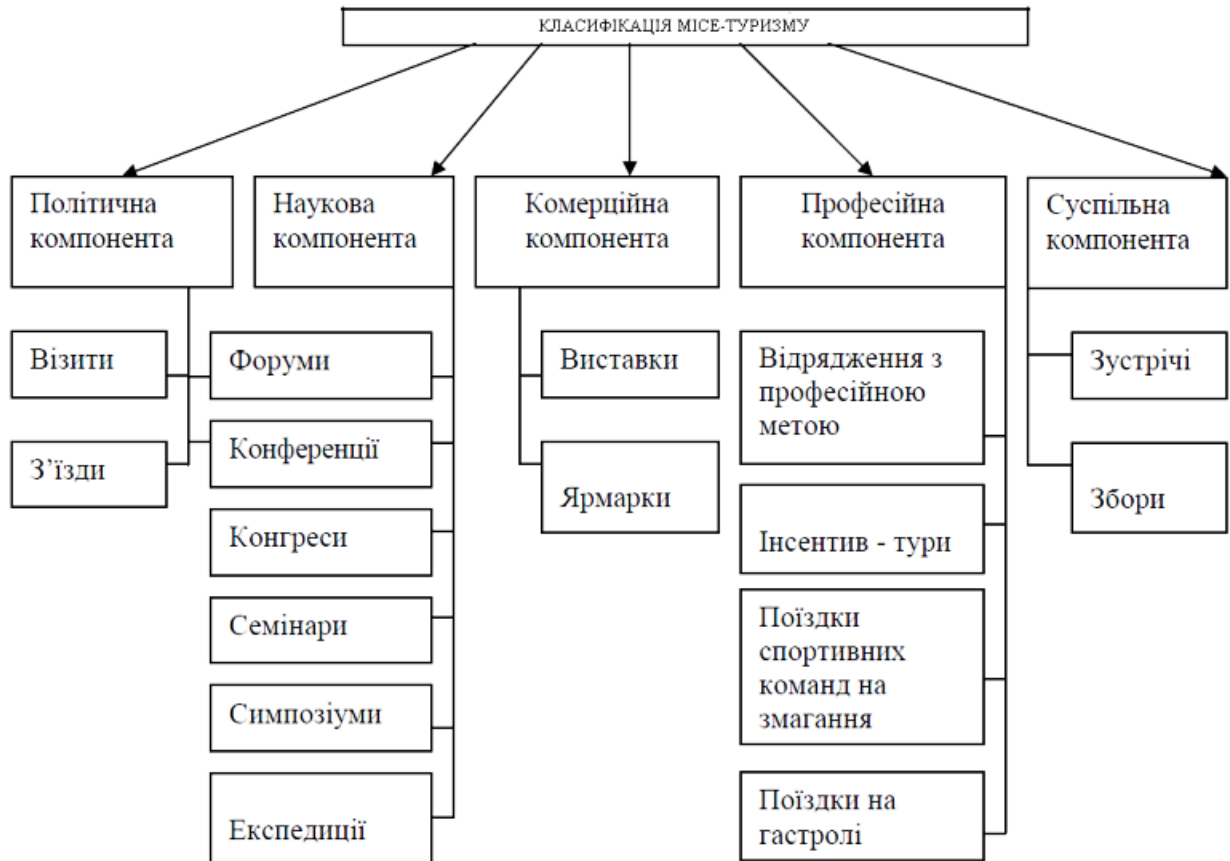 КЛАСИФІКАЦІЯ МІСЕ-ТУРИЗМУ
Політична
компонента
Наукова
компонента
Комерційна
компонента
Професійна
компонента
Суспільна
компонента
Візити
З’їзди
Форуми
Конференції
Конгреси
Семінари
Симпозіуми
Експедиції
Виставки
Ярмарки
Відрядження з
професійною
метою
Інсентив - тури
Поїздки
спортивних
команд на
змагання
Поїздки на
гастролі
Зустрічі
Збори